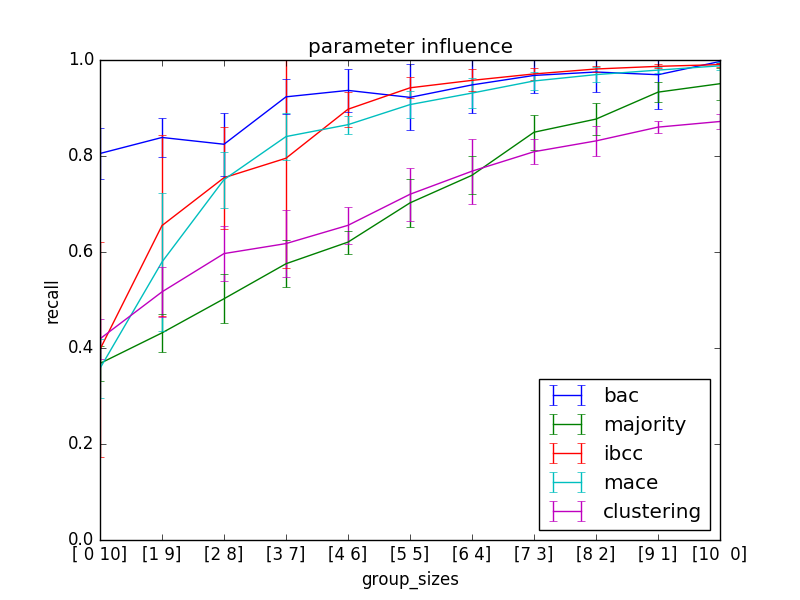 parameter influence
1.0
0.8
0.6
0.4
0.2
0.0
recall
[ 0 10] [1 9] [2 8] [3 7] [4 6] [5 5] [6 4] [7 3] [8 2] [9 1] [10  0]
group_sizes
bac
majority
ibcc
mace
clustering